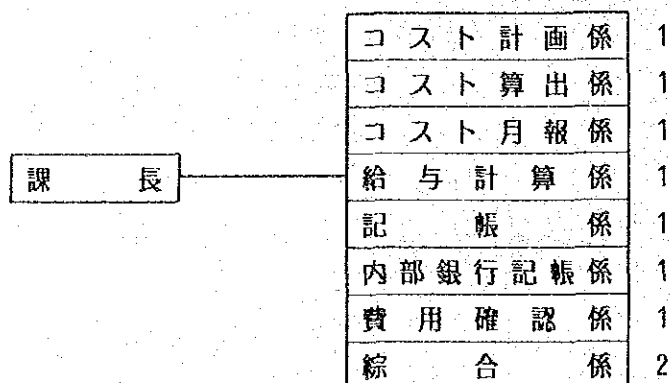 コスト計画係 1
コスト算出係 1
コスト月報係 1
課長 給与計算係 1
記帳係 1
内部銀行記帳係 1
費用確認係 1
綜合係 2